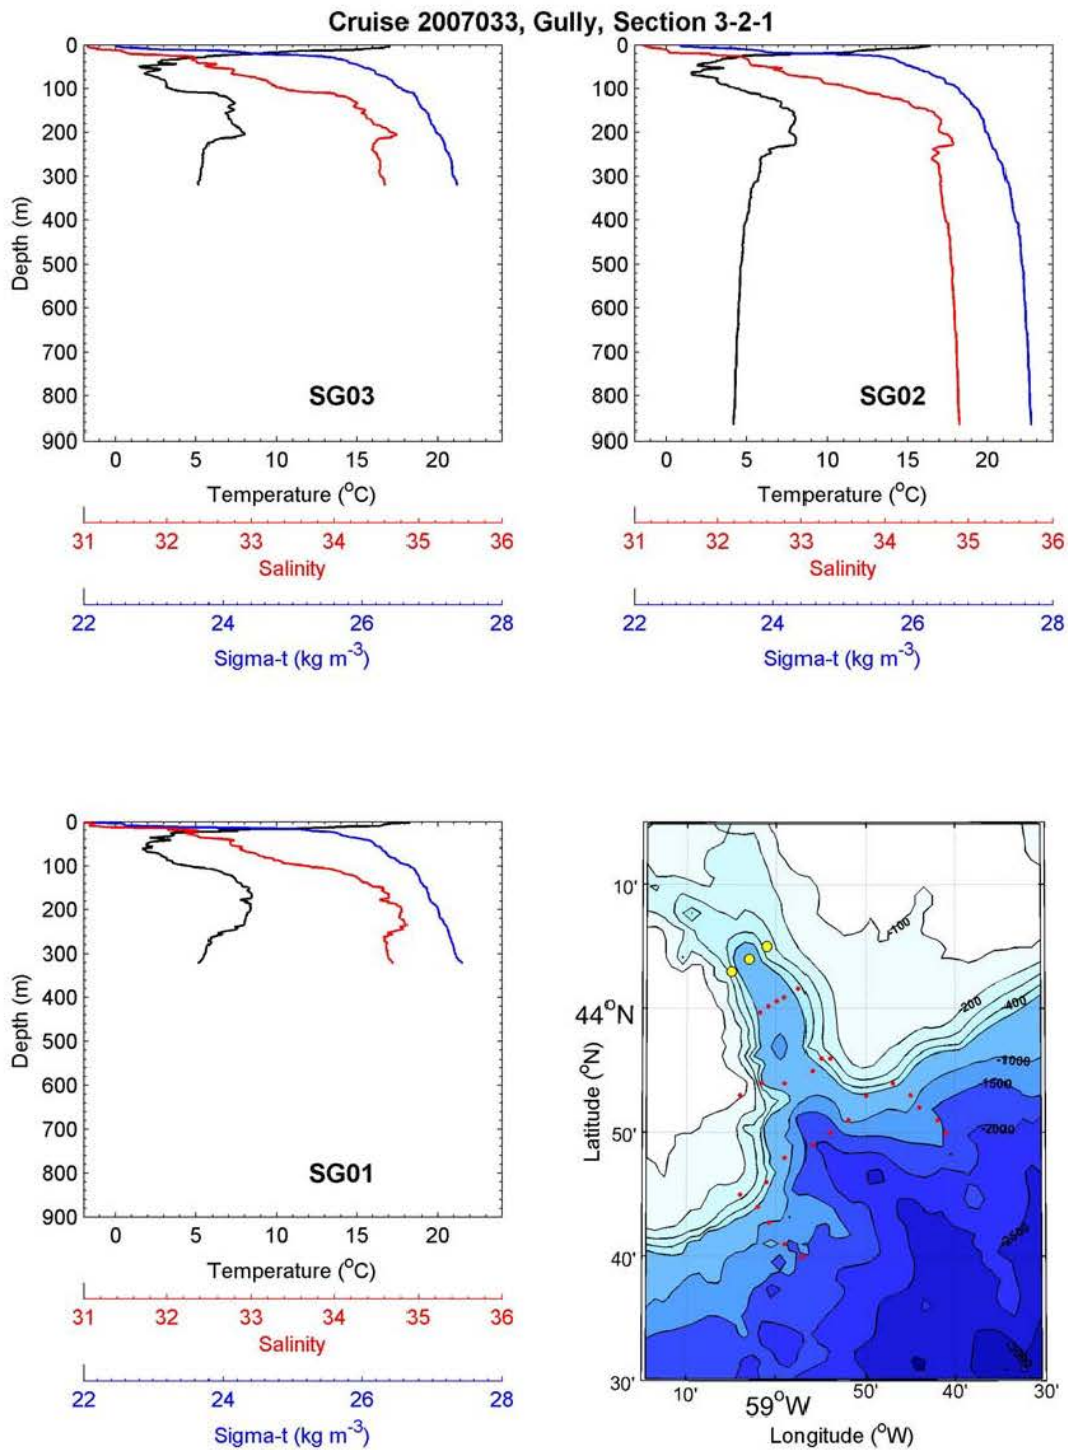 Cruise 2007033, Gully, Section 3-2-1
0
100
200
300
400
500
600
700
800
900
Depth (m)
SG03
0 5 10 15 20
Temperature (°C)
31 32 33 34 35 36
Salinity
22 24 26 28
Sigma-t (kg m⁻³)
0
100
200
300
400
500
600
700
800
900
SG02
0 5 10 15 20
Temperature (°C)
31 32 33 34 35 36
Salinity
22 24 26 28
Sigma-t (kg m⁻³)
0
100
200
300
400
500
600
700
800
900
Depth (m)
SG01
0 5 10 15 20
Temperature (°C)
31 32 33 34 35 36
Salinity
22 24 26 28
Sigma-t (kg m⁻³)
10'
44°N
50'
40'
30'
Latitude (°N)
-100
-200
-400
-1000
-1500
-2000
-2500
10' 59°W 50' 40' 30'
Longitude (°W)